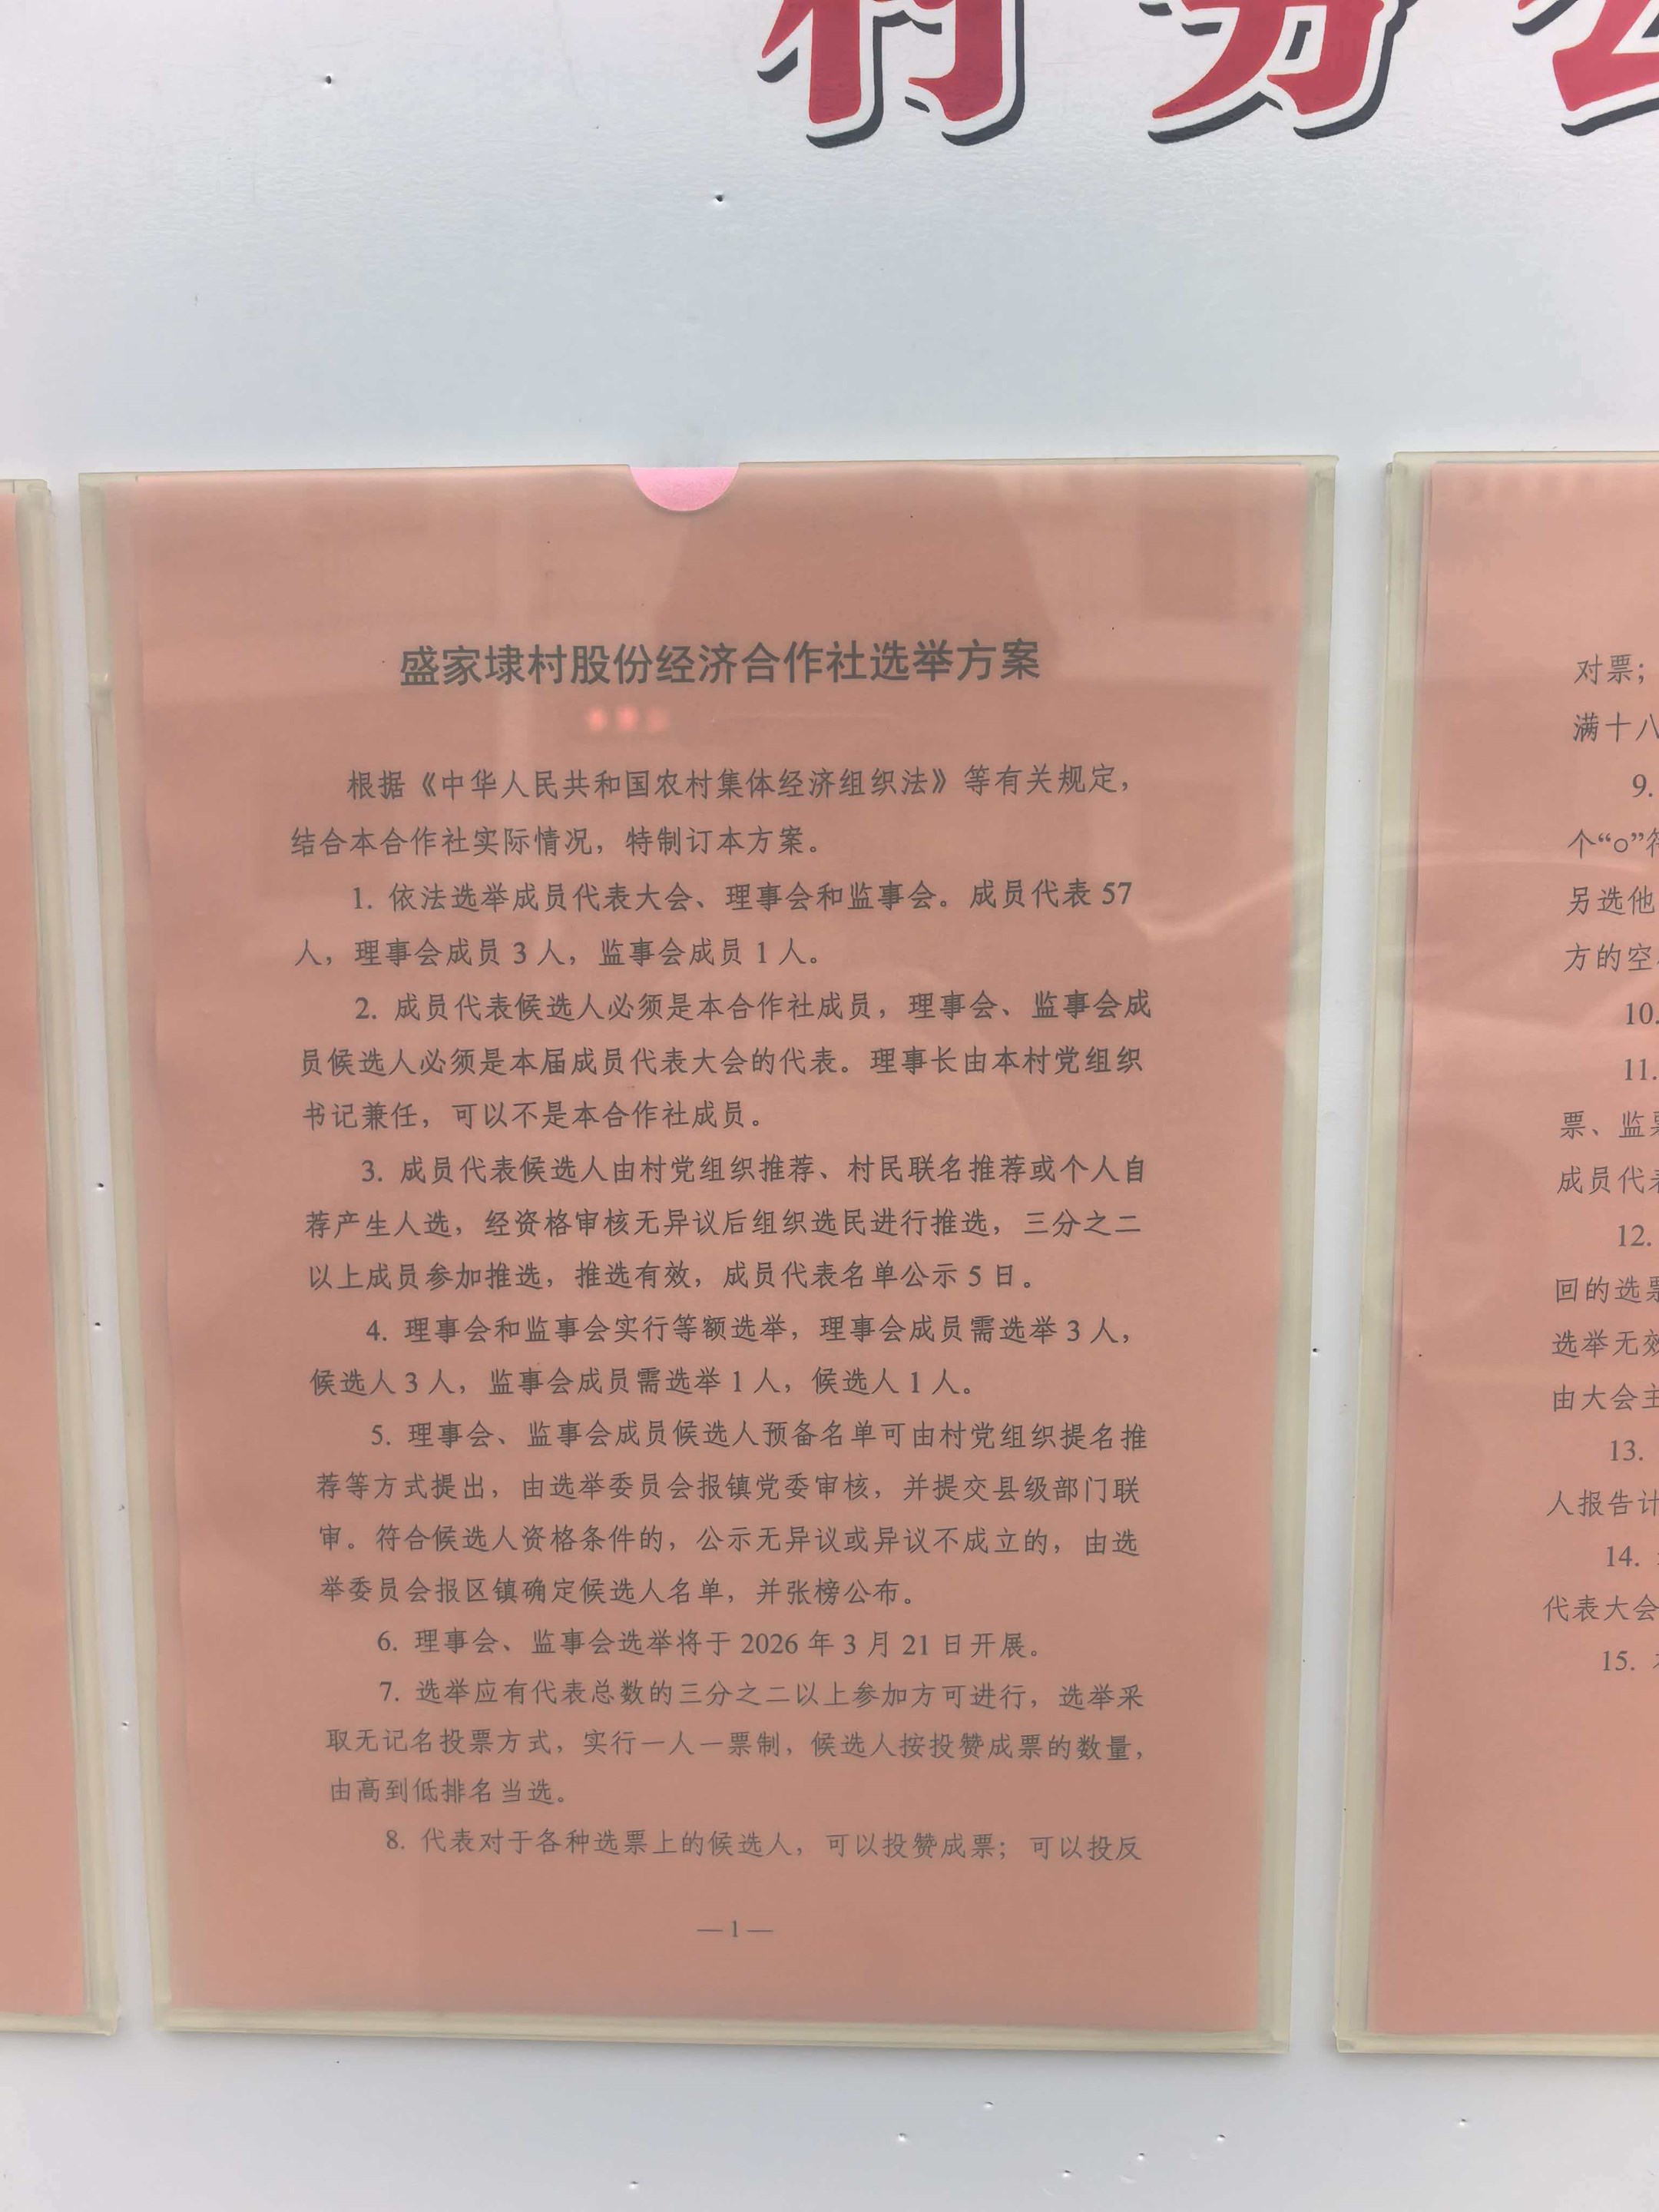 村务公
盛家埭村股份经济合作社选举方案
根据《中华人民共和国农村集体经济组织法》等有关规定，
结合本合作社实际情况，特制订本方案。
1. 依法选举成员代表大会、理事会和监事会。成员代表 57
人，理事会成员 3 人，监事会成员 1 人。
2. 成员代表候选人必须是本合作社成员，理事会、监事会成
员候选人必须是本届成员代表大会的代表。理事长由本村党组织
书记兼任，可以不是本合作社成员。
3. 成员代表候选人由村党组织推荐、村民联名推荐或个人自
荐产生人选，经资格审核无异议后组织选民进行推选，三分之二
以上成员参加推选，推选有效，成员代表名单公示 5 日。
4. 理事会和监事会实行等额选举，理事会成员需选举 3 人，
候选人 3 人，监事会成员需选举 1 人，候选人 1 人。
5. 理事会、监事会成员候选人预备名单可由村党组织提名推
荐等方式提出，由选举委员会报镇党委审核，并提交县级部门联
审。符合候选人资格条件的，公示无异议或异议不成立的，由选
举委员会报区镇确定候选人名单，并张榜公布。
6. 理事会、监事会选举将于 2026 年 3 月 21 日开展。
7. 选举应有代表总数的三分之二以上参加方可进行，选举采
取无记名投票方式，实行一人一票制，候选人按投赞成票的数量，
由高到低排名当选。
8. 代表对于各种选票上的候选人，可以投赞成票；可以投反
— 1 —
对票；
满十八
9.
个“○”符
另选他
方的空
10.
11.
票、监票
成员代表
12.
回的选票
选举无效
由大会主
13.
人报告计
14.
代表大会
15.